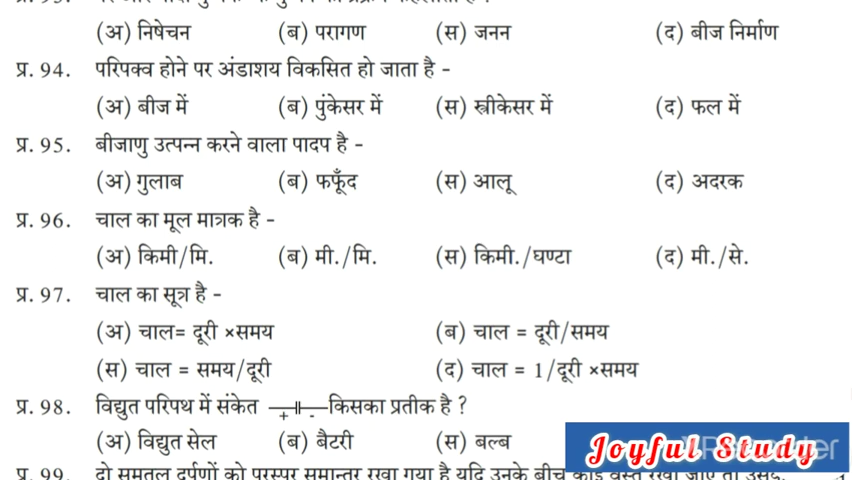 (अ) निषेचन (ब) परागण (स) जनन (द) बीज निर्माण
प्र. 94. परिपक्व होने पर अंडाशय विकसित हो जाता है -
(अ) बीज में (ब) पुंकेसर में (स) स्त्रीकेसर में (द) फल में
प्र. 95. बीजाणु उत्पन्न करने वाला पादप है -
(अ) गुलाब (ब) फफूँद (स) आलू (द) अदरक
प्र. 96. चाल का मूल मात्रक है -
(अ) किमी/मि. (ब) मी./मि. (स) किमी./घण्टा (द) मी./से.
प्र. 97. चाल का सूत्र है -
(अ) चाल= दूरी ×समय (ब) चाल = दूरी/समय
(स) चाल = समय/दूरी (द) चाल = 1/दूरी ×समय
प्र. 98. विद्युत परिपथ में संकेत + - किसका प्रतीक है ?
(अ) विद्युत सेल (ब) बैटरी (स) बल्ब
Joyful Study
प्र. 99. दो समतल दर्पणों को परस्पर समान्तर रखा गया है यदि उनके बीच कोई वस्तु रखी जाए तो